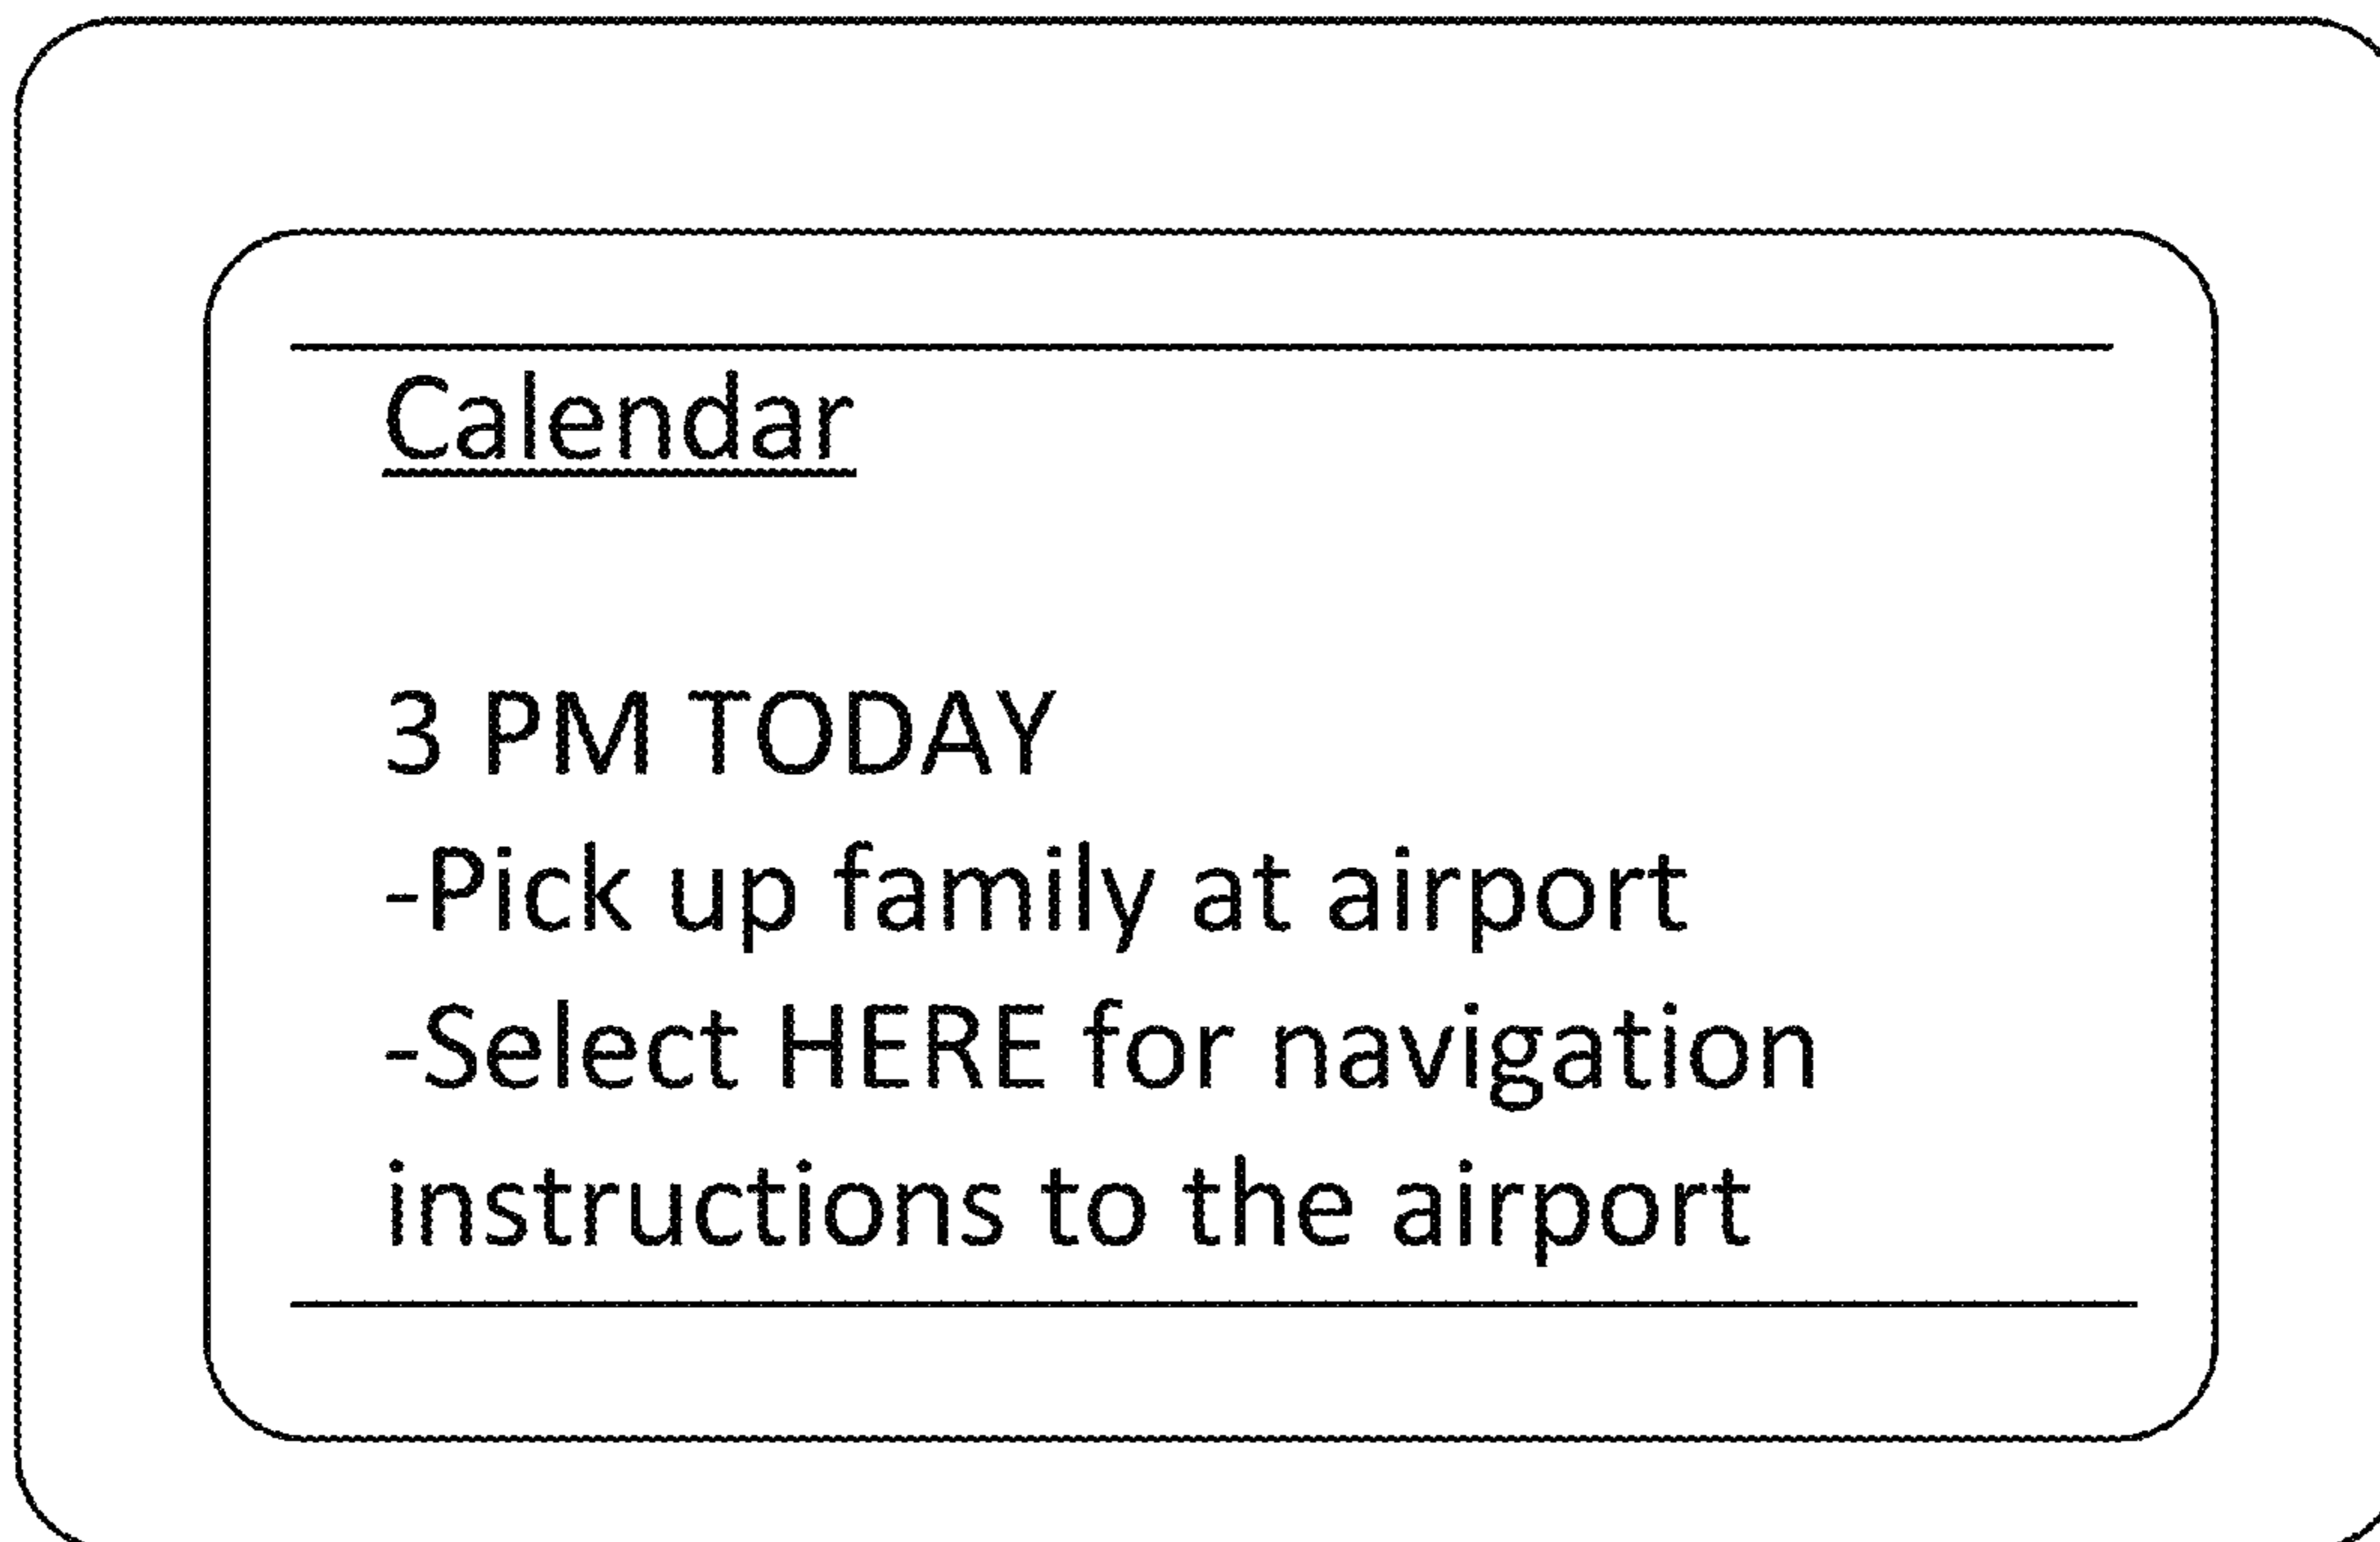 Calendar
3 PM TODAY
-Pick up family at airport
-Select HERE for navigation
instructions to the airport